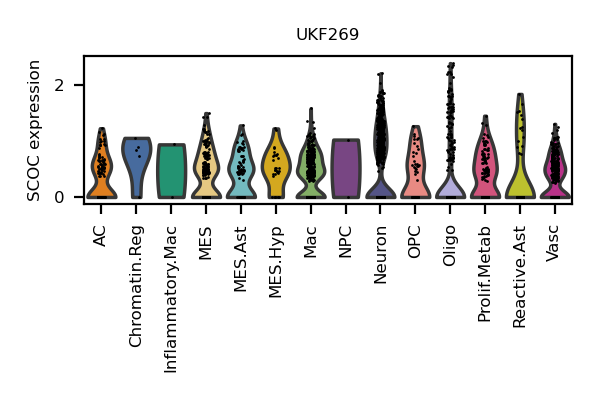 UKF269
SCOC expression
2
0
AC
Chromatin.Reg
Inflammatory.Mac
MES
MES.Ast
MES.Hyp
Mac
NPC
Neuron
OPC
Oligo
Prolif.Metab
Reactive.Ast
Vasc